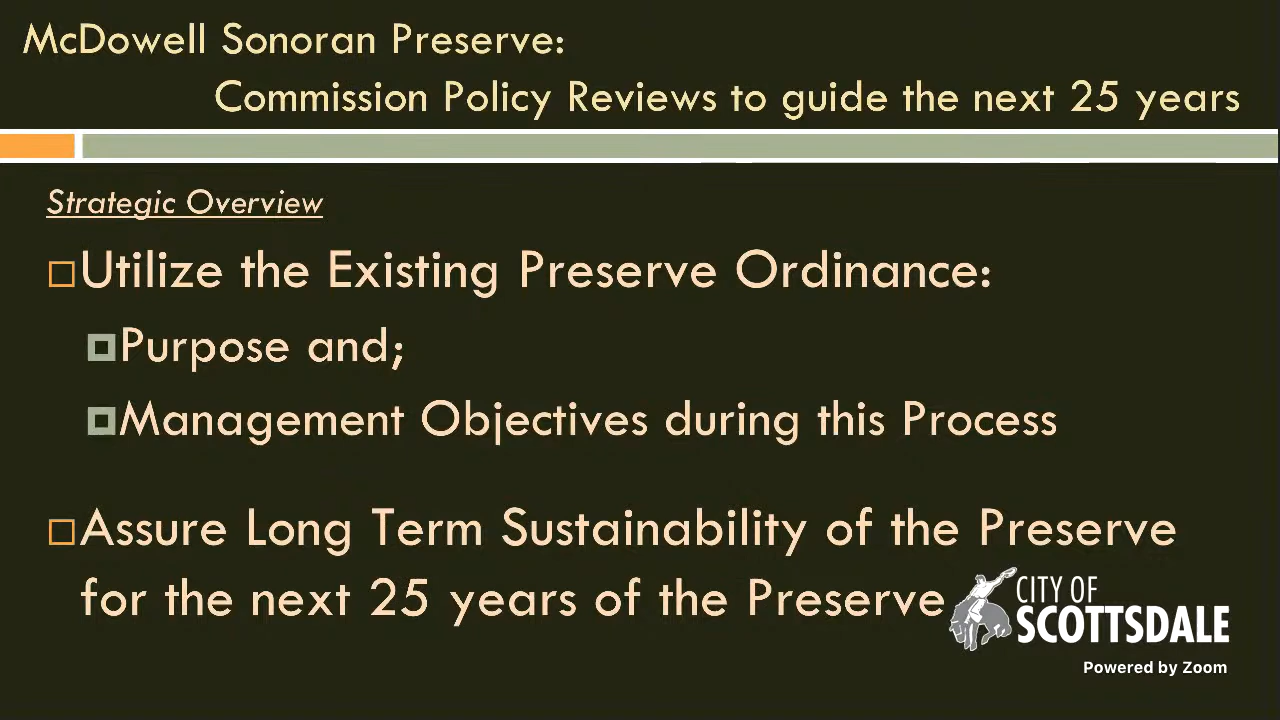 McDowell Sonoran Preserve:
Commission Policy Reviews to guide the next 25 years
Strategic Overview
Utilize the Existing Preserve Ordinance:
Purpose and;
Management Objectives during this Process
Assure Long Term Sustainability of the Preserve
for the next 25 years of the Preserve
CITY OF
SCOTTSDALE
Powered by Zoom